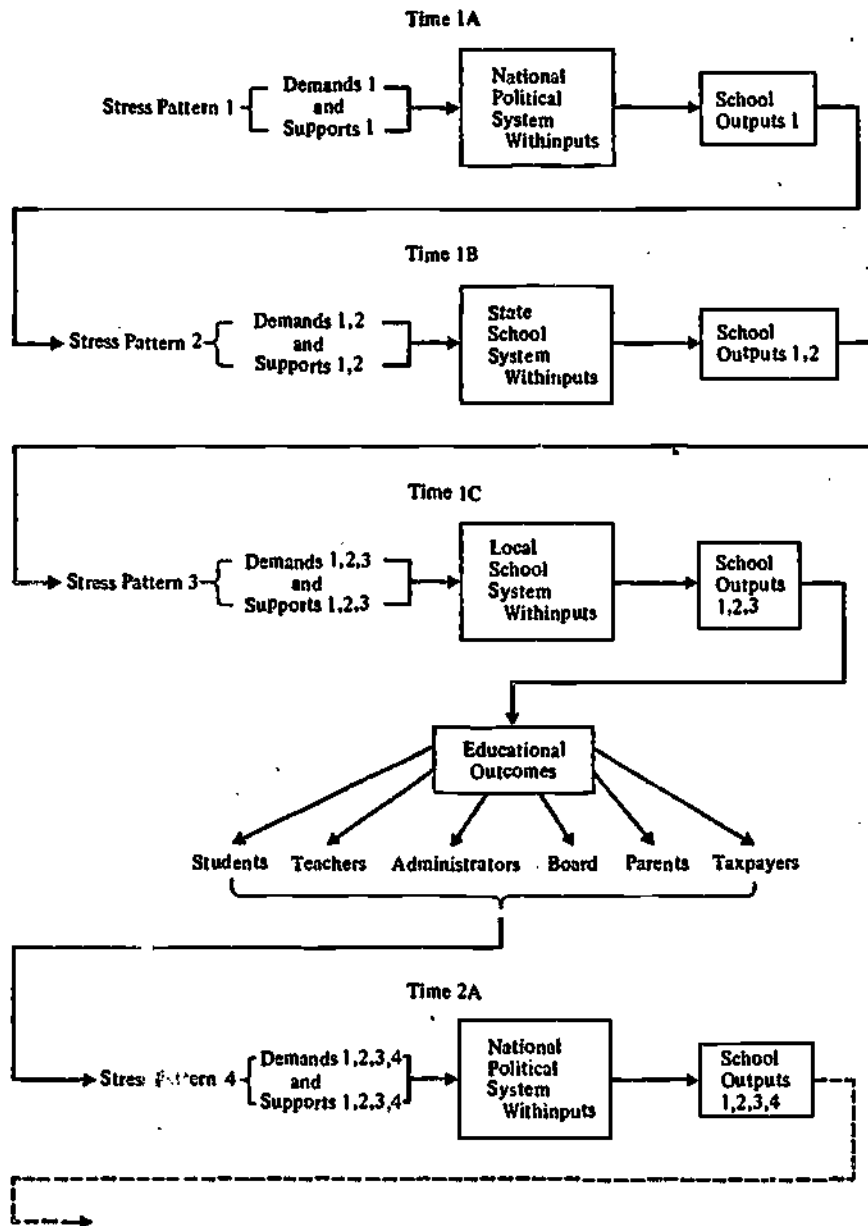 Time 1A
Stress Pattern 1
Demands 1
and
Supports 1
National
Political
System
Withinputs
School
Outputs 1
Time 1B
Stress Pattern 2
Demands 1,2
and
Supports 1,2
State
School
System
Withinputs
School
Outputs 1,2
Time 1C
Stress Pattern 3
Demands 1,2,3
and
Supports 1,2,3
Local
School
System
Withinputs
School
Outputs
1,2,3
Educational
Outcomes
Students Teachers Administrators Board Parents Taxpayers
Time 2A
Stress Pattern 4
Demands 1,2,3,4
and
Supports 1,2,3,4
National
Political
System
Withinputs
School
Outputs
1,2,3,4